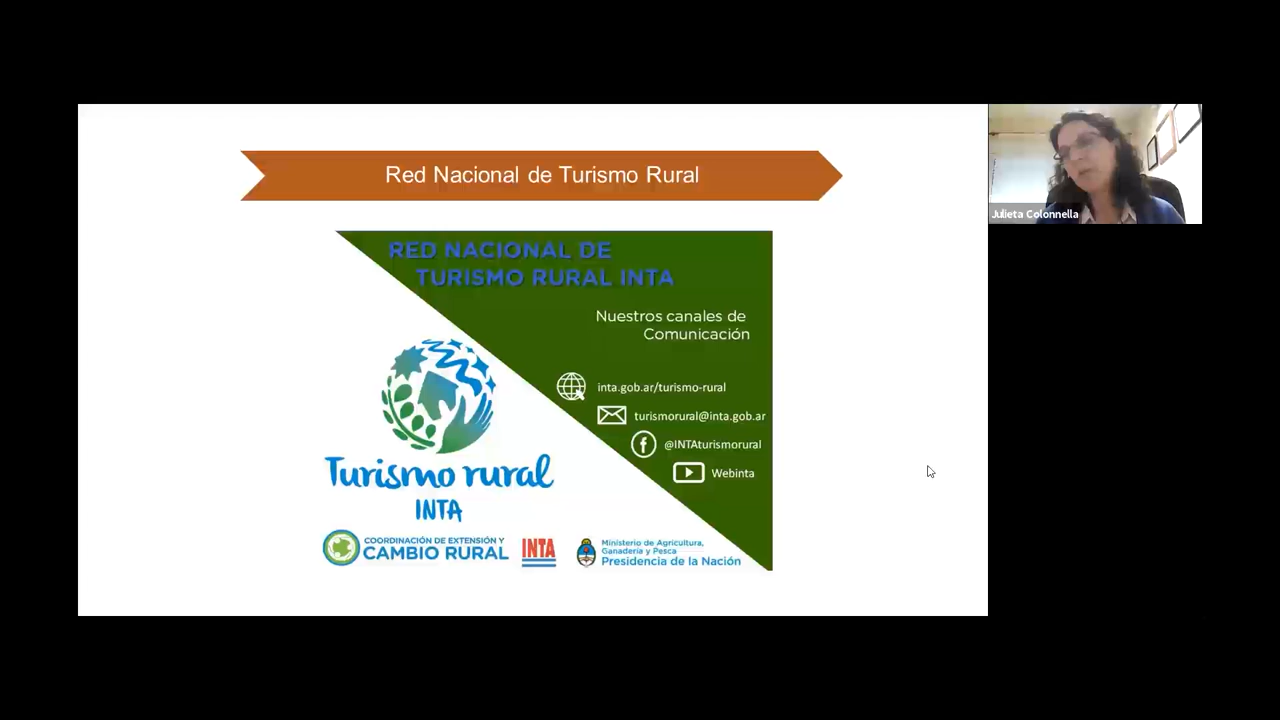 Red Nacional de Turismo Rural
Julieta Colonnella
RED NACIONAL DE
TURISMO RURAL INTA
Nuestros canales de
Comunicación
inta.gob.ar/turismo-rural
turismorural@inta.gob.ar
@INTAturismorural
Webinta
Turismo rural
INTA
COORDINACIÓN DE EXTENSIÓN Y
CAMBIO RURAL
INTA
Ministerio de Agricultura,
Ganadería y Pesca
Presidencia de la Nación